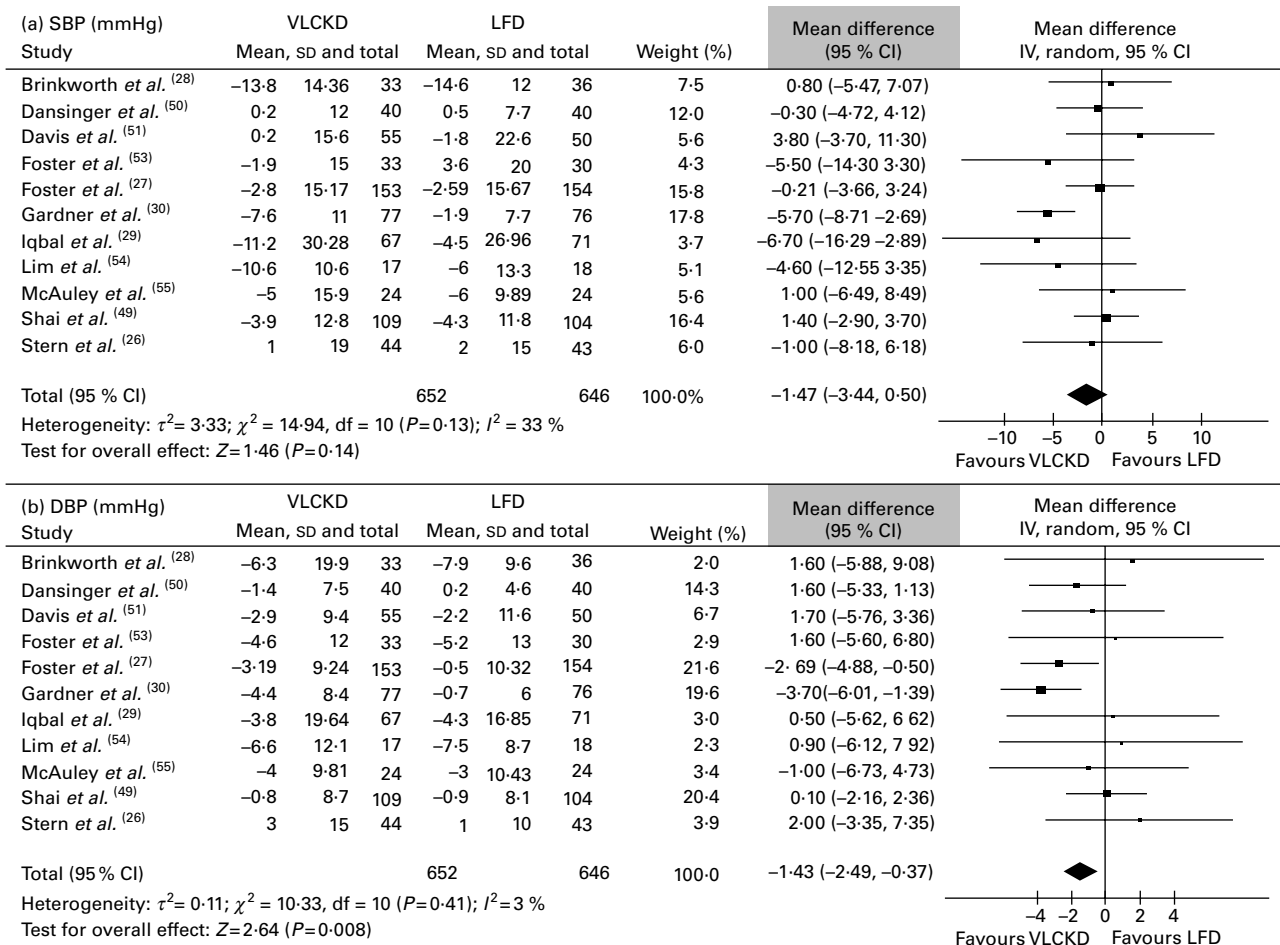 (a) SBP (mmHg) VLCKD LFD Mean difference Mean difference
Study Mean, SD and total Mean, SD and total Weight (%) (95 % CI) IV, random, 95 % CI
Brinkworth et al. (28) –13·8 14·36 33 –14·6 12 36 7·5 0·80 (–5·47, 7·07)
Dansinger et al. (50) 0·2 12 40 0·5 7·7 40 12·0 –0·30 (–4·72, 4·12)
Davis et al. (51) 0·2 15·6 55 –1·8 22·6 50 5·6 3·80 (–3·70, 11·30)
Foster et al. (53) –1·9 15 33 3·6 20 30 4·3 –5·50 (–14·30 3·30)
Foster et al. (27) –2·8 15·17 153 –2·59 15·67 154 15·8 –0·21 (–3·66, 3·24)
Gardner et al. (30) –7·6 11 77 –1·9 7·7 76 17·8 –5·70 (–8·71 –2·69)
Iqbal et al. (29) –11·2 30·28 67 –4·5 26·96 71 3·7 –6·70 (–16·29 –2·89)
Lim et al. (54) –10·6 10·6 17 –6 13·3 18 5·1 –4·60 (–12·55 3·35)
McAuley et al. (55) –5 15·9 24 –6 9·89 24 5·6 1·00 (–6·49, 8·49)
Shai et al. (49) –3·9 12·8 109 –4·3 11·8 104 16·4 1·40 (–2·90, 3·70)
Stern et al. (26) 1 19 44 2 15 43 6·0 –1·00 (–8·18, 6·18)
Total (95 % CI) 652 646 100·0% –1·47 (–3·44, 0·50)
Heterogeneity: τ²= 3·33; χ² = 14·94, df = 10 (P=0·13); I² = 33 %
Test for overall effect: Z=1·46 (P=0·14)
–10 –5 0 5 10
Favours VLCKD Favours LFD
(b) DBP (mmHg) VLCKD LFD Mean difference Mean difference
Study Mean, SD and total Mean, SD and total Weight (%) (95 % CI) IV, random, 95 % CI
Brinkworth et al. (28) –6·3 19·9 33 –7·9 9·6 36 2·0 1·60 (–5·88, 9·08)
Dansinger et al. (50) –1·4 7·5 40 0·2 4·6 40 14·3 1·60 (–5·33, 1·13)
Davis et al. (51) –2·9 9·4 55 –2·2 11·6 50 6·7 1·70 (–5·76, 3·36)
Foster et al. (53) –4·6 12 33 –5·2 13 30 2·9 1·60 (–5·60, 6·80)
Foster et al. (27) –3·19 9·24 153 –0·5 10·32 154 21·6 –2· 69 (–4·88, –0·50)
Gardner et al. (30) –4·4 8·4 77 –0·7 6 76 19·6 –3·70(–6·01, –1·39)
Iqbal et al. (29) –3·8 19·64 67 –4·3 16·85 71 3·0 0·50 (–5·62, 6 62)
Lim et al. (54) –6·6 12·1 17 –7·5 8·7 18 2·3 0·90 (–6·12, 7 92)
McAuley et al. (55) –4 9·81 24 –3 10·43 24 3·4 –1·00 (–6·73, 4·73)
Shai et al. (49) –0·8 8·7 109 –0·9 8·1 104 20·4 0·10 (–2·16, 2·36)
Stern et al. (26) 3 15 44 1 10 43 3·9 2·00 (–3·35, 7·35)
Total (95 % CI) 652 646 100·0 –1·43 (–2·49, –0·37)
Heterogeneity: τ²= 0·11; χ² = 10·33, df = 10 (P=0·41); I²=3 %
Test for overall effect: Z=2·64 (P=0·008)
–4 –2 0 2 4
Favours VLCKD Favours LFD